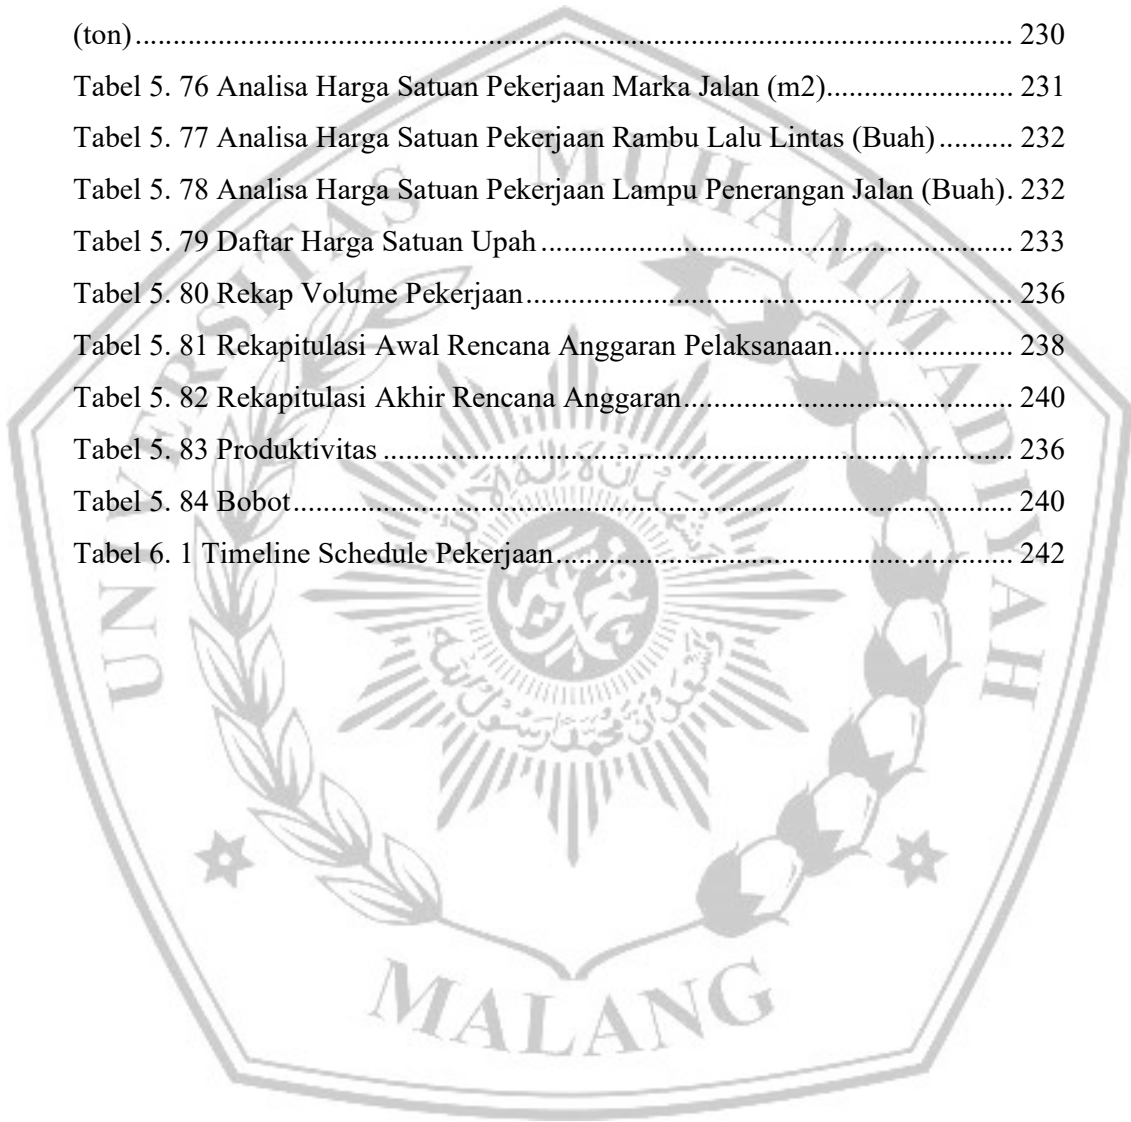 (ton)......................................................................................................................... 230
Tabel 5. 76 Analisa Harga Satuan Pekerjaan Marka Jalan (m2)......................... 231
Tabel 5. 77 Analisa Harga Satuan Pekerjaan Rambu Lalu Lintas (Buah).......... 232
Tabel 5. 78 Analisa Harga Satuan Pekerjaan Lampu Penerangan Jalan (Buah). 232
Tabel 5. 79 Daftar Harga Satuan Upah............................................................... 233
Tabel 5. 80 Rekap Volume Pekerjaan................................................................. 236
Tabel 5. 81 Rekapitulasi Awal Rencana Anggaran Pelaksanaan........................ 238
Tabel 5. 82 Rekapitulasi Akhir Rencana Anggaran............................................ 240
Tabel 5. 83 Produktivitas.................................................................................... 236
Tabel 5. 84 Bobot................................................................................................ 240
Tabel 6. 1 Timeline Schedule Pekerjaan............................................................. 242
UNIVERSITAS MUHAMMADIYAH
MALANG